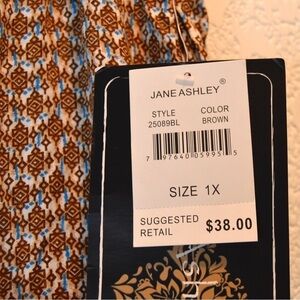 JANE ASHLEY®
STYLE COLOR
25089BL BROWN
7 97640 05995 5
SIZE 1X
SUGGESTED
RETAIL $38.00